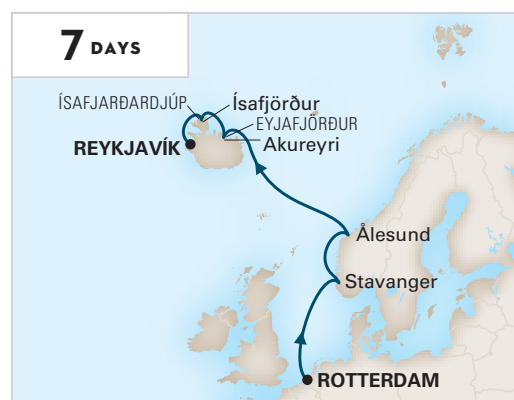 7 DAYS
ÍSAFJARÐARDJÚP
Ísafjörður
EYJAFJÖRÐUR
Akureyri
REYKJAVÍK
Ålesund
Stavanger
ROTTERDAM